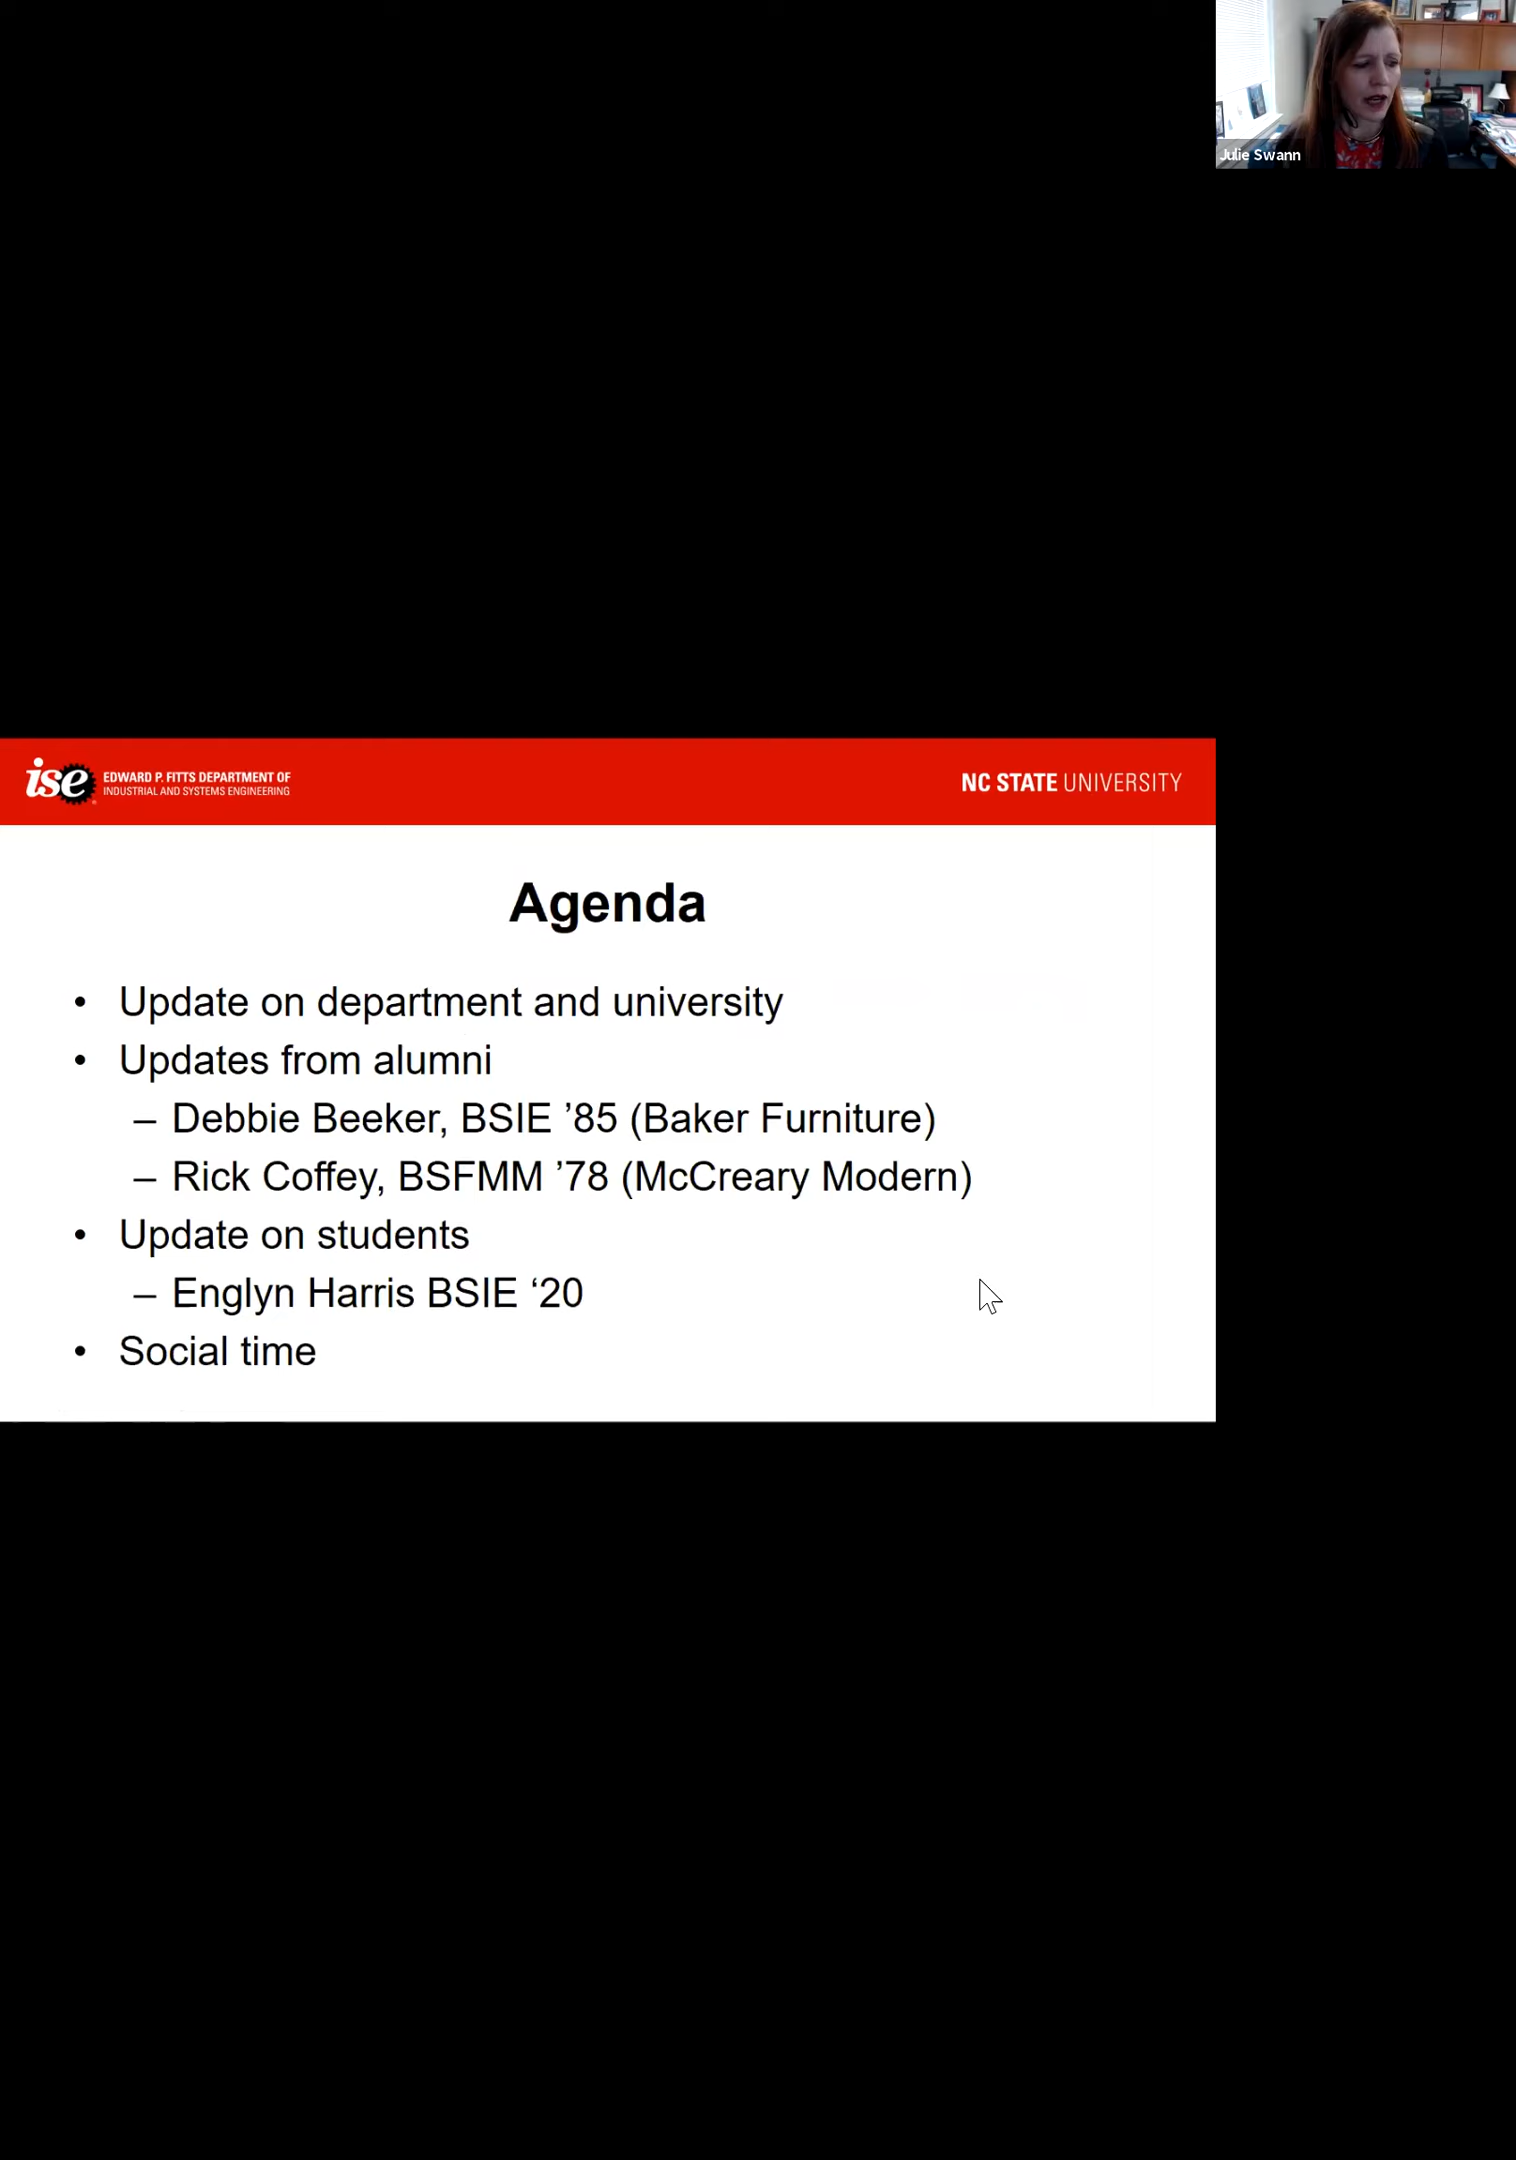 Julie Swann
ise
EDWARD P. FITTS DEPARTMENT OF
INDUSTRIAL AND SYSTEMS ENGINEERING
NC STATE UNIVERSITY
Agenda
• Update on department and university
• Updates from alumni
– Debbie Beeker, BSIE ’85 (Baker Furniture)
– Rick Coffey, BSFMM ’78 (McCreary Modern)
• Update on students
– Englyn Harris BSIE ‘20
• Social time